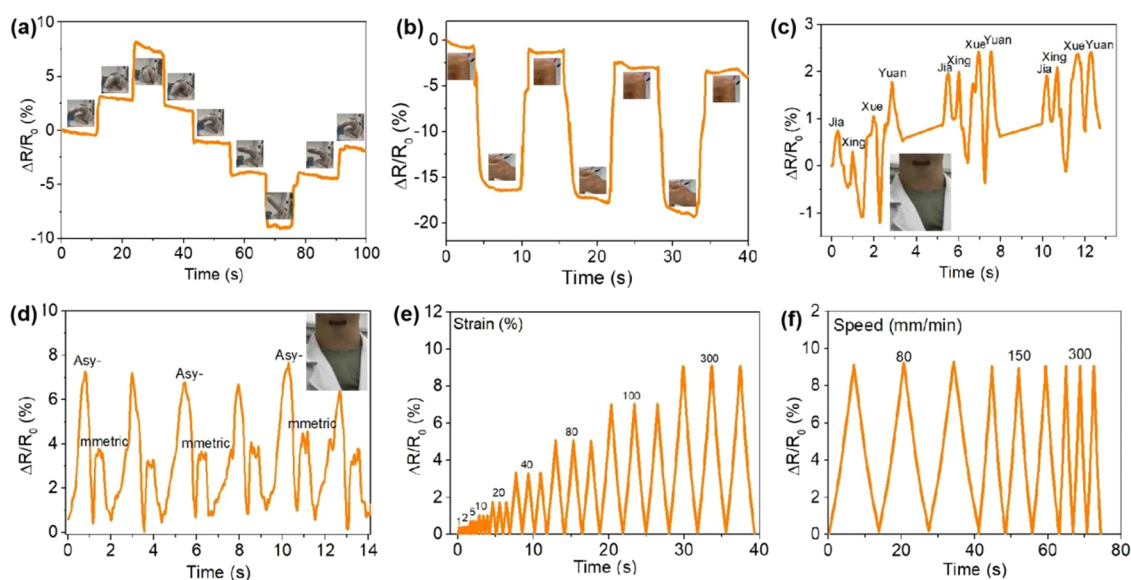 (a)
ΔR/R0 (%)
10
5
0
-5
-10
0 20 40 60 80 100
Time (s)
(b)
ΔR/R0 (%)
0
-5
-10
-15
-20
0 10 20 30 40
Time (s)
(c)
ΔR/R0 (%)
3
2
1
0
-1
Jia
Xing
Xue
Yuan
Jia
Xing
Xue
Yuan
Jia
Xing
Xue
Yuan
0 2 4 6 8 10 12
Time (s)
(d)
ΔR/R0 (%)
10
8
6
4
2
0
Asy-
mmetric
Asy-
mmetric
Asy-
mmetric
0 2 4 6 8 10 12 14
Time (s)
(e)
Strain (%)
ΔR/R0 (%)
12
10
8
6
4
2
0
1 2 5 10 20 40 80 100 300
0 10 20 30 40
Time (s)
(f)
Speed (mm/min)
ΔR/R0 (%)
2
8
6
4
2
0
80 150 300
0 20 40 60 80
Time (s)